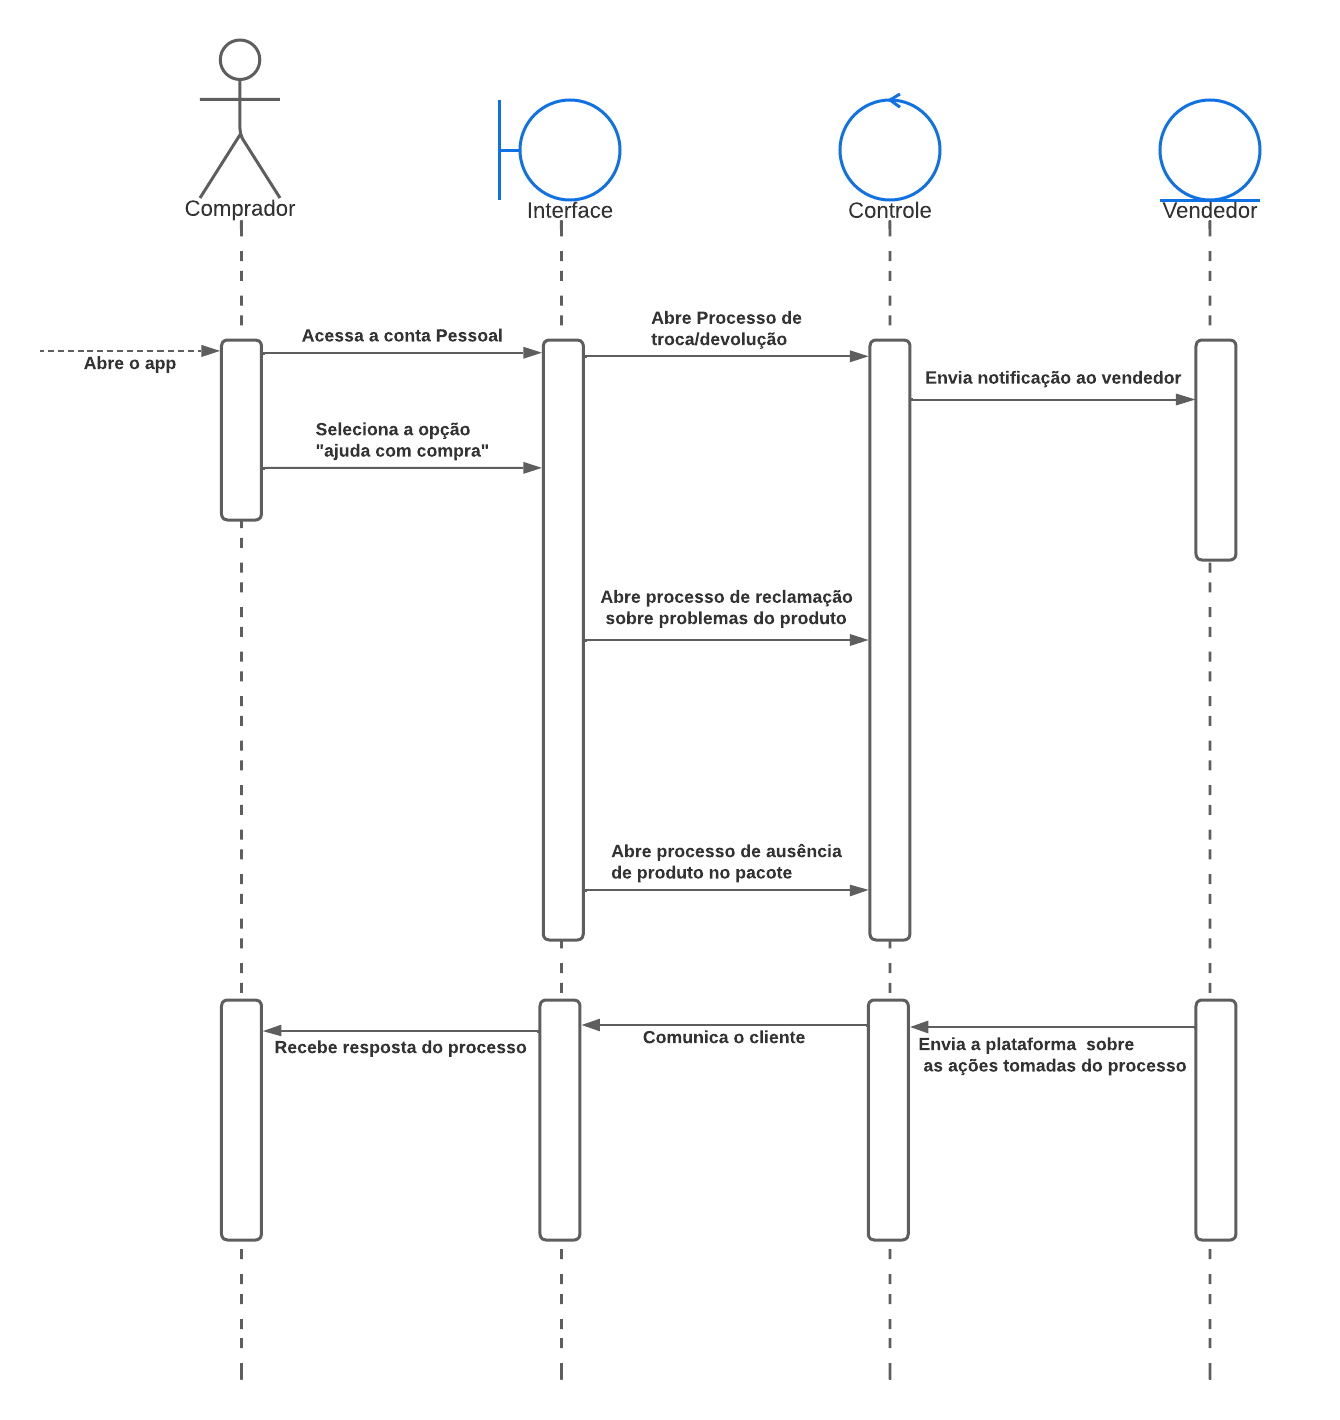 Comprador
Interface
Controle
Vendedor
Abre o app
Acessa a conta Pessoal
Abre Processo de
troca/devolução
Envia notificação ao vendedor
Seleciona a opção
"ajuda com compra"
Abre processo de reclamação
sobre problemas do produto
Abre processo de ausência
de produto no pacote
Recebe resposta do processo
Comunica o cliente
Envia a plataforma  sobre
as ações tomadas do processo